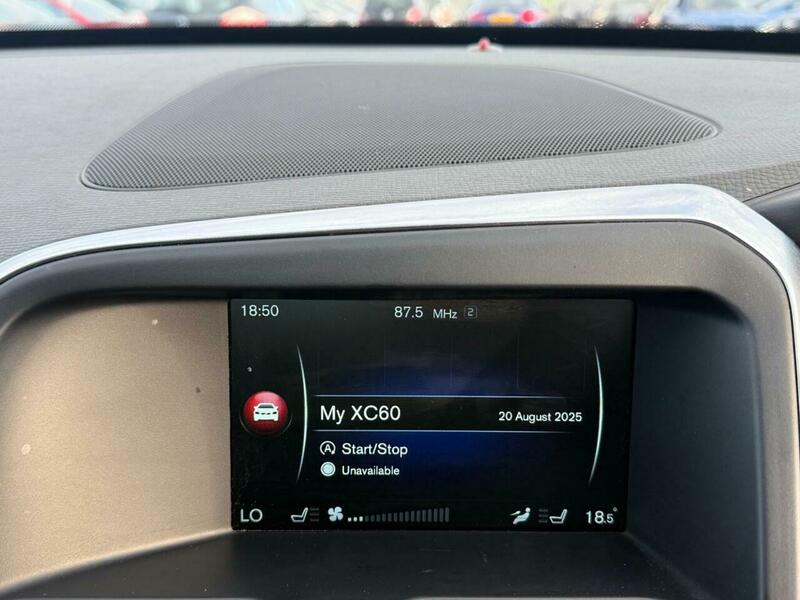 18:50 87.5 MHz 2
My XC60 20 August 2025
Start/Stop
Unavailable
LO 18.5°